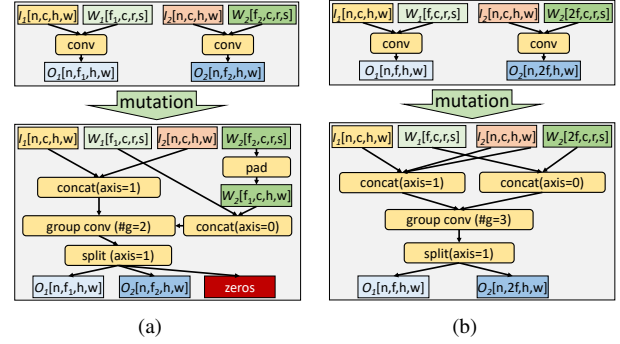 I₁[n,c,h,w] W₁[f₁,c,r,s] I₂[n,c,h,w] W₂[f₂,c,r,s]
conv conv
O₁[n,f₁,h,w] O₂[n,f₂,h,w]
mutation
I₁[n,c,h,w] W₁[f₁,c,r,s] I₂[n,c,h,w] W₂[f₂,c,r,s]
pad
concat(axis=1) W₂[f₁,c,h,w]
group conv (#g=2) concat(axis=0)
split (axis=1)
O₁[n,f₁,h,w] O₂[n,f₂,h,w] zeros
(a)
I₁[n,c,h,w] W₁[f,c,r,s] I₂[n,c,h,w] W₂[2f,c,r,s]
conv conv
O₁[n,f,h,w] O₂[n,2f,h,w]
mutation
I₁[n,c,h,w] W₁[f,c,r,s] I₂[n,c,h,w] W₂[2f,c,r,s]
concat(axis=1) concat(axis=0)
group conv (#g=3)
split(axis=1)
O₁[n,f,h,w] O₂[n,2f,h,w]
(b)